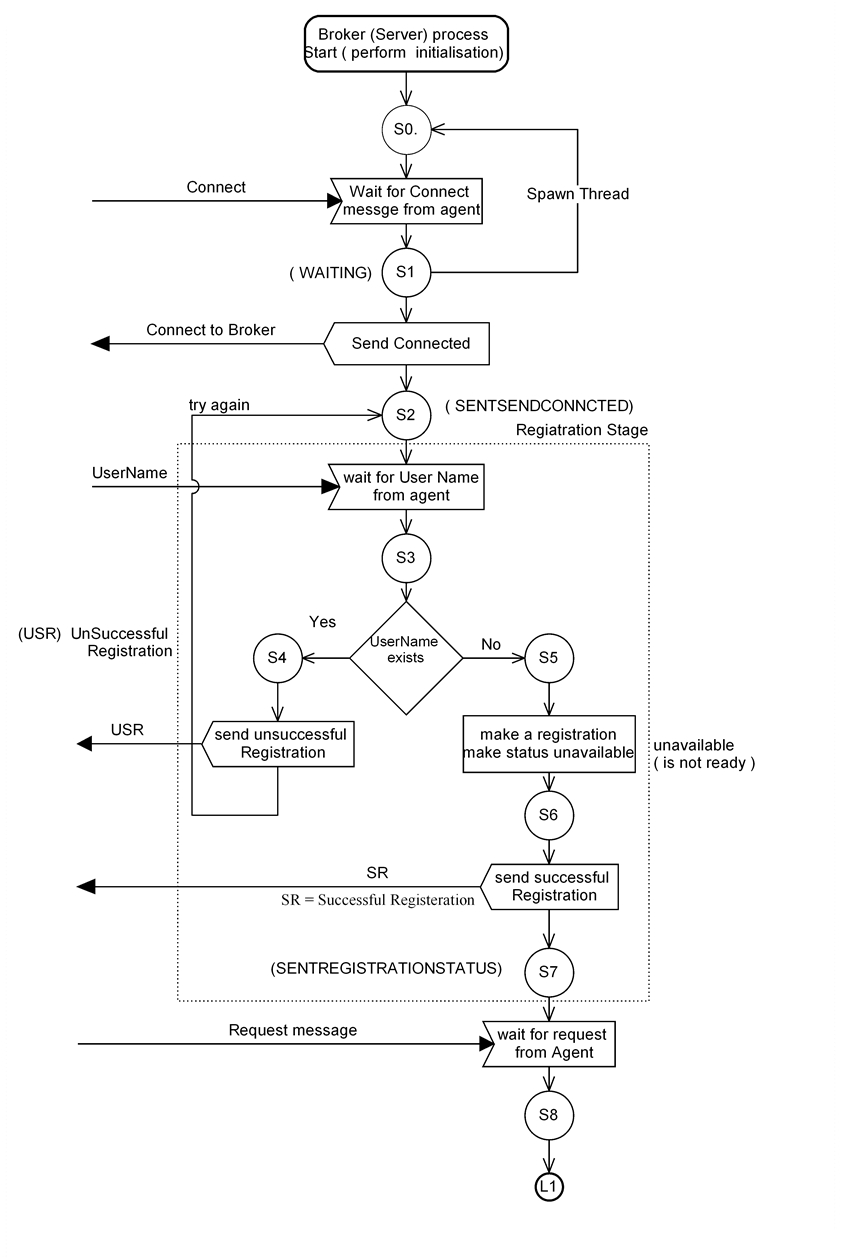 Broker (Server) process
Start ( perform initialisation)
S0.
Connect
Wait for Connect
messge from agent
Spawn Thread
( WAITING)
S1
Connect to Broker
Send Connected
try again
S2
( SENTSENDCONNCTED)
Regiatration Stage
UserName
wait for User Name
from agent
S3
Yes
UserName
exists
No
(USR) UnSuccessful
Registration
S4
S5
USR
send unsuccessful
Registration
make a registration
make status unavailable
unavailable
( is not ready )
S6
SR
SR = Successful Registeration
send successful
Registration
(SENTREGISTRATIONSTATUS)
S7
Request message
wait for request
from Agent
S8
L1